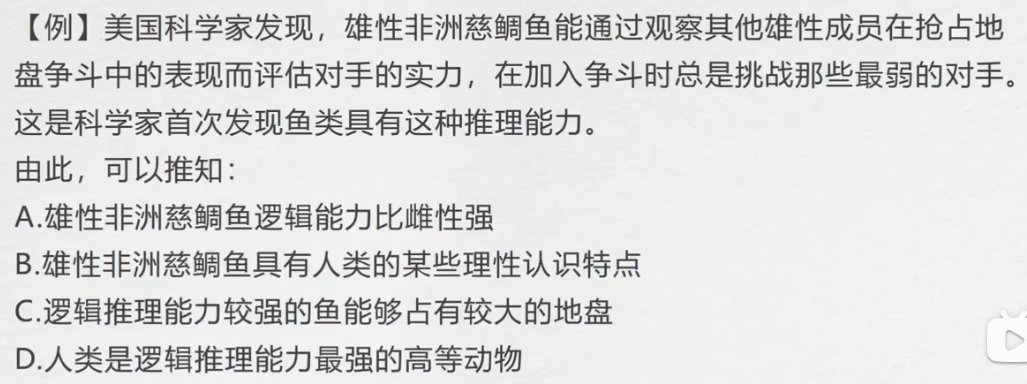 【例】美国科学家发现，雄性非洲慈鲷鱼能通过观察其他雄性成员在抢占地
盘争斗中的表现而评估对手的实力，在加入争斗时总是挑战那些最弱的对手。
这是科学家首次发现鱼类具有这种推理能力。
由此，可以推知：
A.雄性非洲慈鲷鱼逻辑能力比雌性强
B.雄性非洲慈鲷鱼具有人类的某些理性认识特点
C.逻辑推理能力较强的鱼能够占有较大的地盘
D.人类是逻辑推理能力最强的高等动物